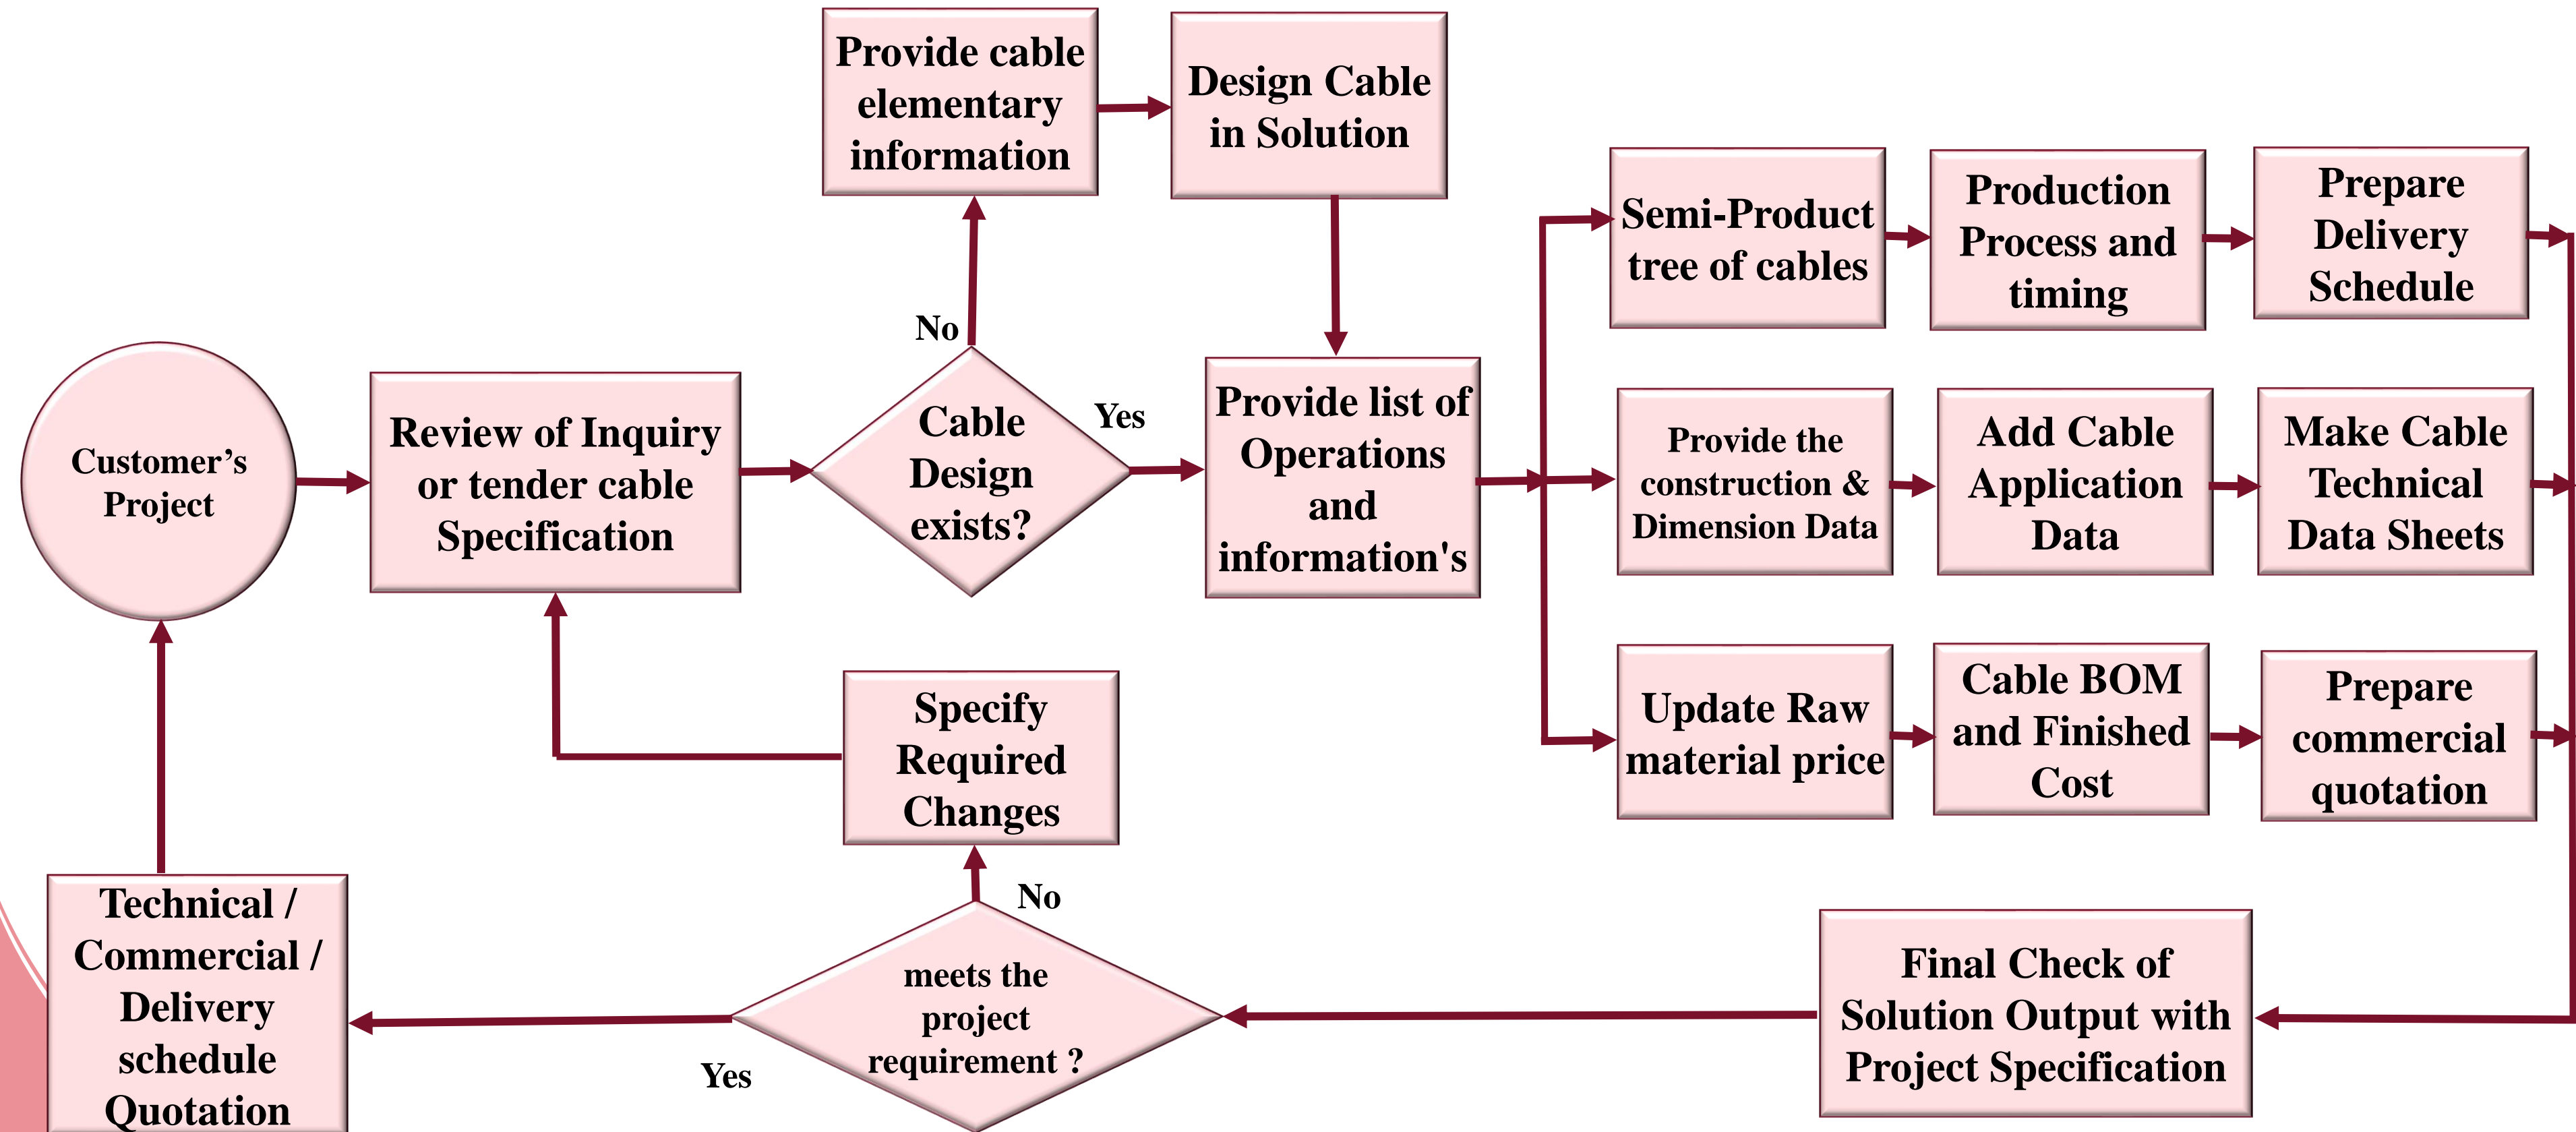 Provide cable
elementary
information
Design Cable
in Solution
Semi-Product
tree of cables
Production
Process and
timing
Prepare
Delivery
Schedule
No
Customer’s
Project
Review of Inquiry
or tender cable
Specification
Cable
Design
exists?
Yes
Provide list of
Operations
and
information's
Provide the
construction &
Dimension Data
Add Cable
Application
Data
Make Cable
Technical
Data Sheets
Update Raw
material price
Cable BOM
and Finished
Cost
Prepare
commercial
quotation
Specify
Required
Changes
No
Technical /
Commercial /
Delivery
schedule
Quotation
Yes
meets the
project
requirement ?
Final Check of
Solution Output with
Project Specification